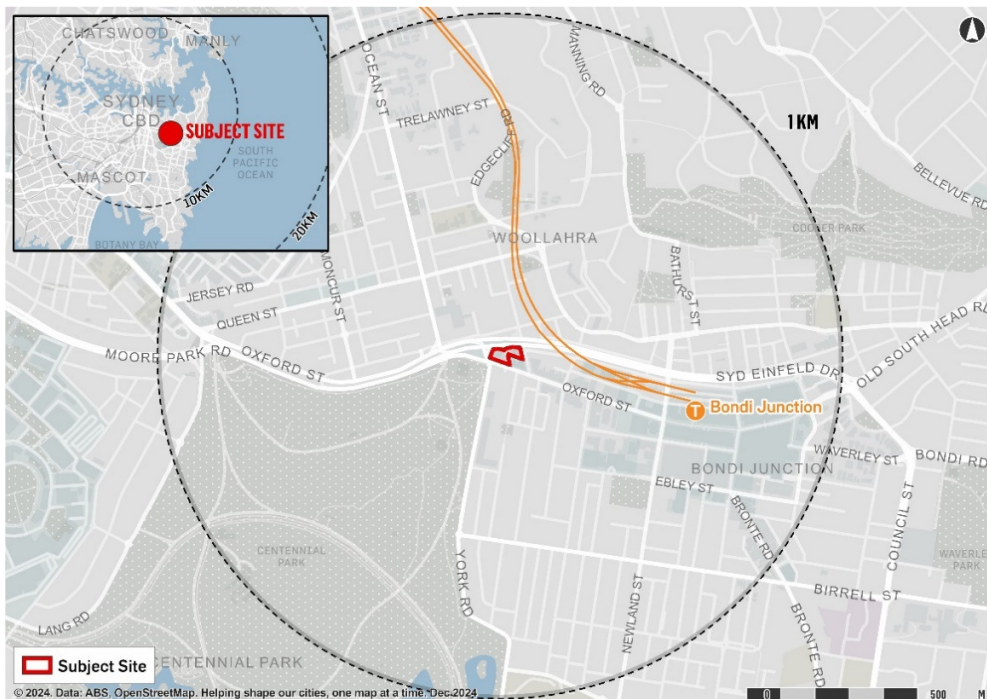 CHATSWOOD
MANLY
SYDNEY
CBD
SUBJECT SITE
SOUTH
PACIFIC
OCEAN
MASCOT
10KM
20KM
BOTANY BAY
OCEAN ST
TRELAWNEY ST
EDGECLIFF RD
MANNING RD
1KM
BELLEVUE RD
COOPER PARK
WOOLLAHRA
BATHURST ST
MONCUR ST
JERSEY RD
QUEEN ST
MOORE PARK RD
OXFORD ST
OLD SOUTH HEAD RD
SYD EINFELD DR
OXFORD ST
T Bondi Junction
WAVERLEY ST
BONDI RD
BONDI JUNCTION
EBLEY ST
COUNCIL ST
BRONTE RD
CENTENNIAL
PARK
YORK RD
NEWLAND ST
BIRRELL ST
BRONTE RD
LANG RD
CENTENNIAL PARK
Subject Site
© 2024. Data: ABS, OpenStreetMap. Helping shape our cities, one map at a time. Dec 2024
0 500 M